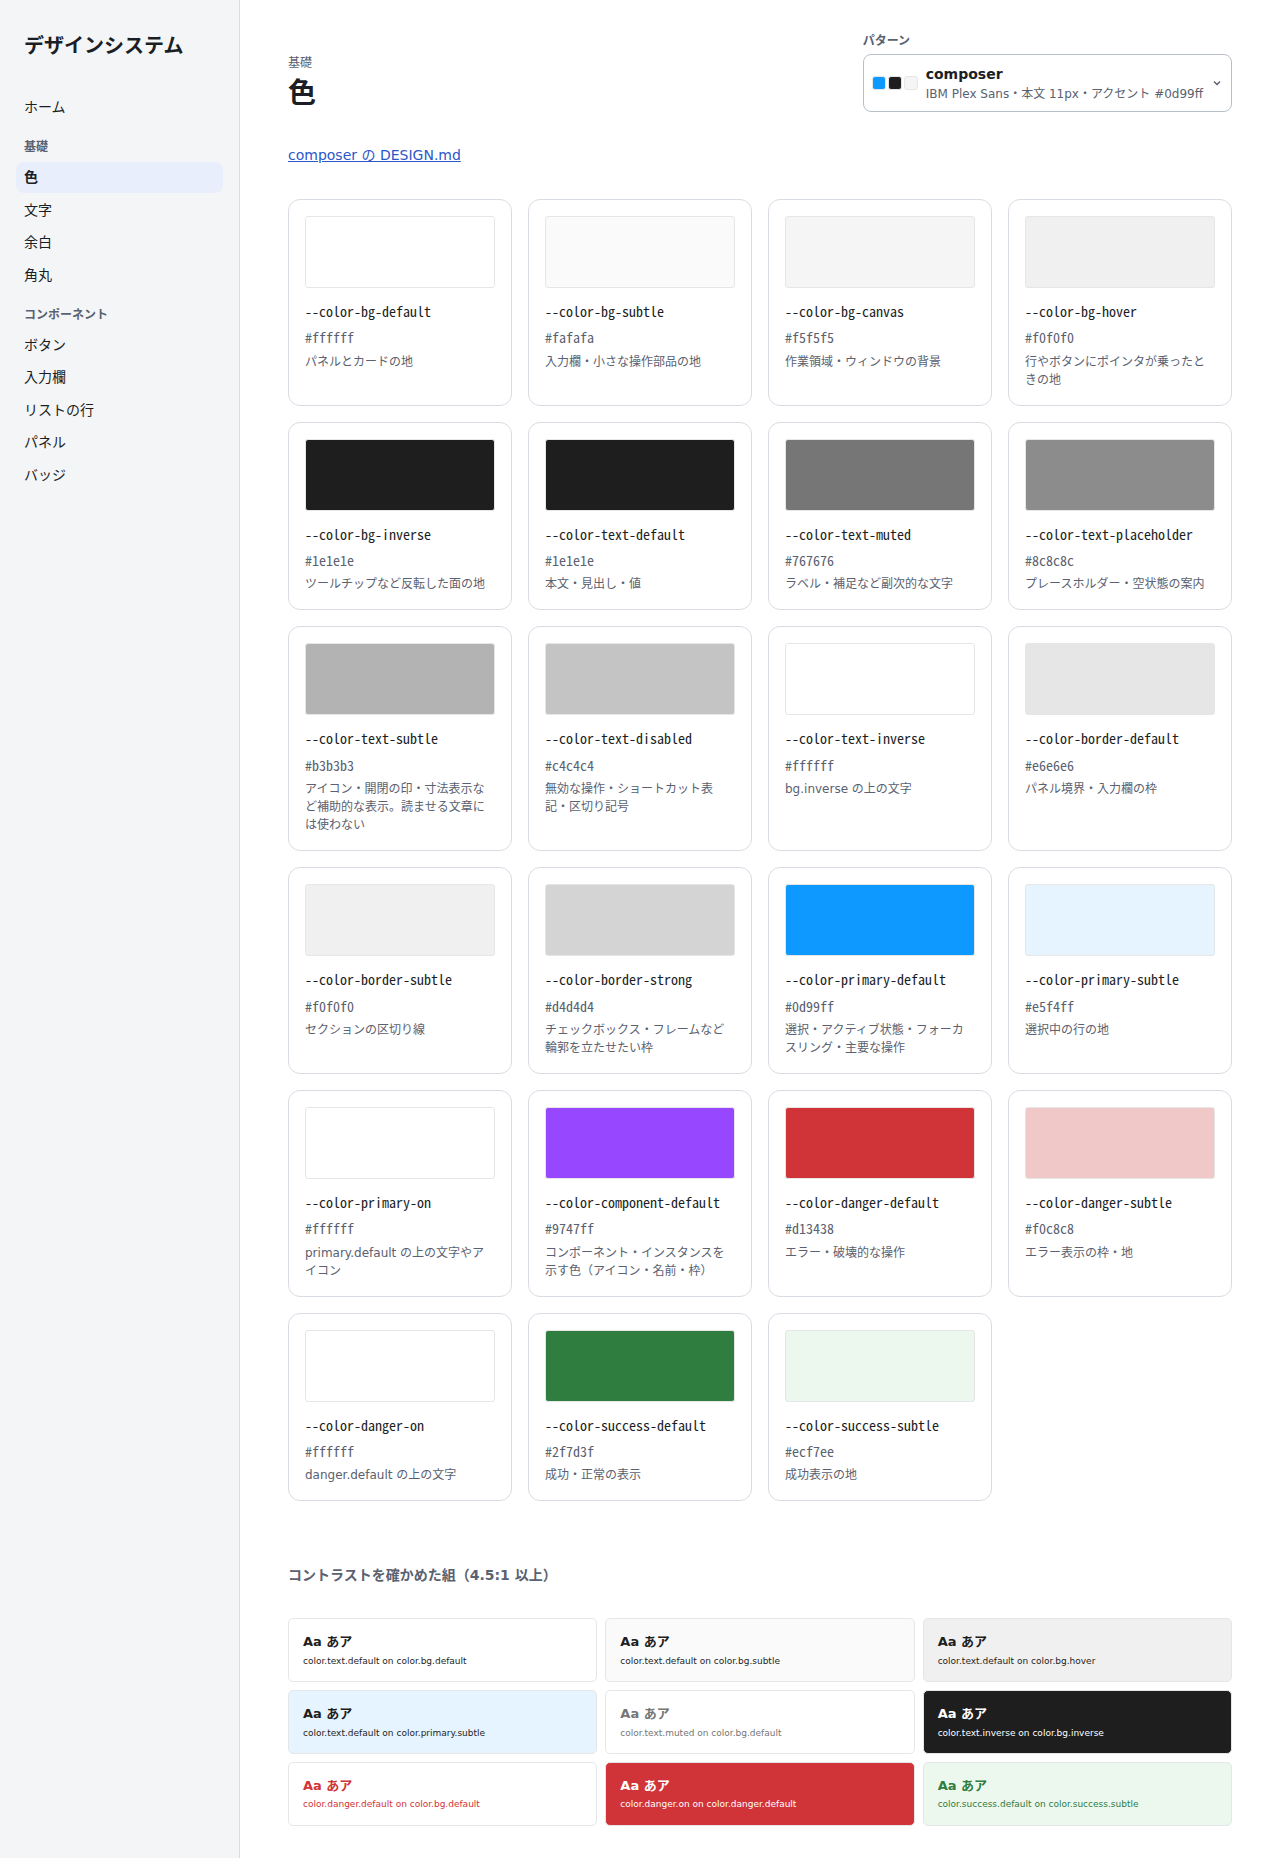 デザインシステム
ホーム
基礎
色
文字
余白
角丸
コンポーネント
ボタン
入力欄
リストの行
パネル
バッジ
基礎
色
パターン
composer
IBM Plex Sans・本文 11px・アクセント #0d99ff
composer の DESIGN.md
--color-bg-default
#ffffff
パネルとカードの地
--color-bg-subtle
#fafafa
入力欄・小さな操作部品の地
--color-bg-canvas
#f5f5f5
作業領域・ウィンドウの背景
--color-bg-hover
#f0f0f0
行やボタンにポインタが乗ったと
きの地
--color-bg-inverse
#1e1e1e
ツールチップなど反転した面の地
--color-text-default
#1e1e1e
本文・見出し・値
--color-text-muted
#767676
ラベル・補足など副次的な文字
--color-text-placeholder
#8c8c8c
プレースホルダー・空状態の案内
--color-text-subtle
#b3b3b3
アイコン・開閉の印・寸法表示な
ど補助的な表示。読ませる文章に
は使わない
--color-text-disabled
#c4c4c4
無効な操作・ショートカット表
記・区切り記号
--color-text-inverse
#ffffff
bg.inverse の上の文字
--color-border-default
#e6e6e6
パネル境界・入力欄の枠
--color-border-subtle
#f0f0f0
セクションの区切り線
--color-border-strong
#d4d4d4
チェックボックス・フレームなど
輪郭を立たせたい枠
--color-primary-default
#0d99ff
選択・アクティブ状態・フォーカ
スリング・主要な操作
--color-primary-subtle
#e5f4ff
選択中の行の地
--color-primary-on
#ffffff
primary.default の上の文字やア
イコン
--color-component-default
#9747ff
コンポーネント・インスタンスを
示す色（アイコン・名前・枠）
--color-danger-default
#d13438
エラー・破壊的な操作
--color-danger-subtle
#f0c8c8
エラー表示の枠・地
--color-danger-on
#ffffff
danger.default の上の文字
--color-success-default
#2f7d3f
成功・正常の表示
--color-success-subtle
#ecf7ee
成功表示の地
コントラストを確かめた組（4.5:1 以上）
Aa あア
color.text.default on color.bg.default
Aa あア
color.text.default on color.bg.subtle
Aa あア
color.text.default on color.bg.hover
Aa あア
color.text.default on color.primary.subtle
Aa あア
color.text.muted on color.bg.default
Aa あア
color.text.inverse on color.bg.inverse
Aa あア
color.danger.default on color.bg.default
Aa あア
color.danger.on on color.danger.default
Aa あア
color.success.default on color.success.subtle